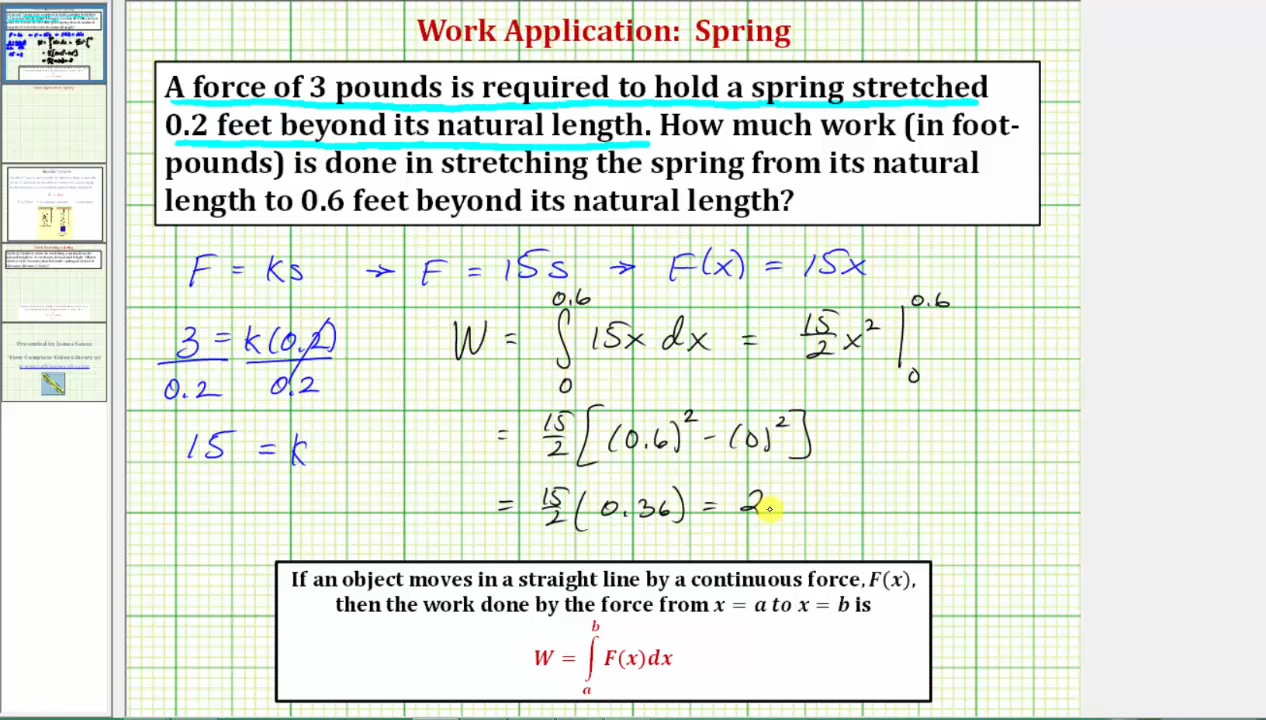 Work Application: Spring
A force of 3 pounds is required to hold a spring stretched
0.2 feet beyond its natural length. How much work (in foot-
pounds) is done in stretching the spring from its natural
length to 0.6 feet beyond its natural length?
F = ks → F = 15s → F(x) = 15x
3 = k(0.2)
0.2 0.2
15 = k
W = ∫₀^0.6 15x dx = 15/2 x² |₀^0.6
= 15/2 [(0.6)² - (0)²]
= 15/2 (0.36) = 2.
If an object moves in a straight line by a continuous force, F(x),
then the work done by the force from x = a to x = b is
W = ∫ₐᵇ F(x)dx